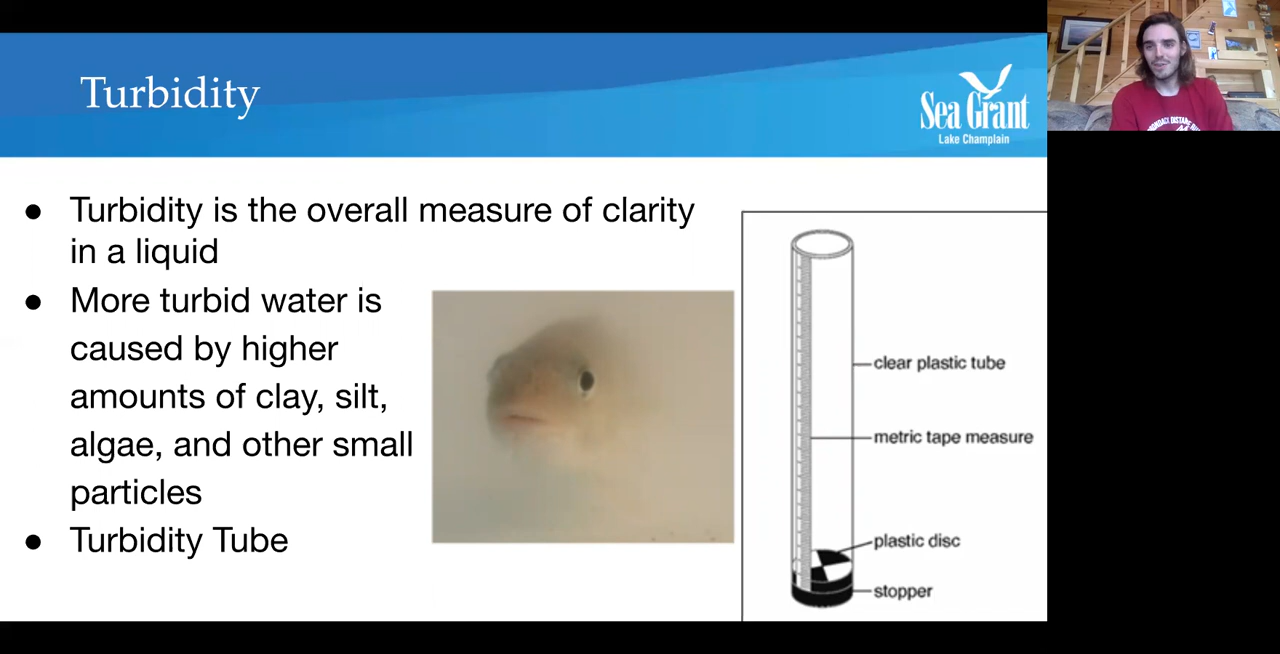 Turbidity
Sea Grant
Lake Champlain
● Turbidity is the overall measure of clarity
in a liquid
● More turbid water is
caused by higher
amounts of clay, silt,
algae, and other small
particles
● Turbidity Tube
clear plastic tube
metric tape measure
plastic disc
stopper